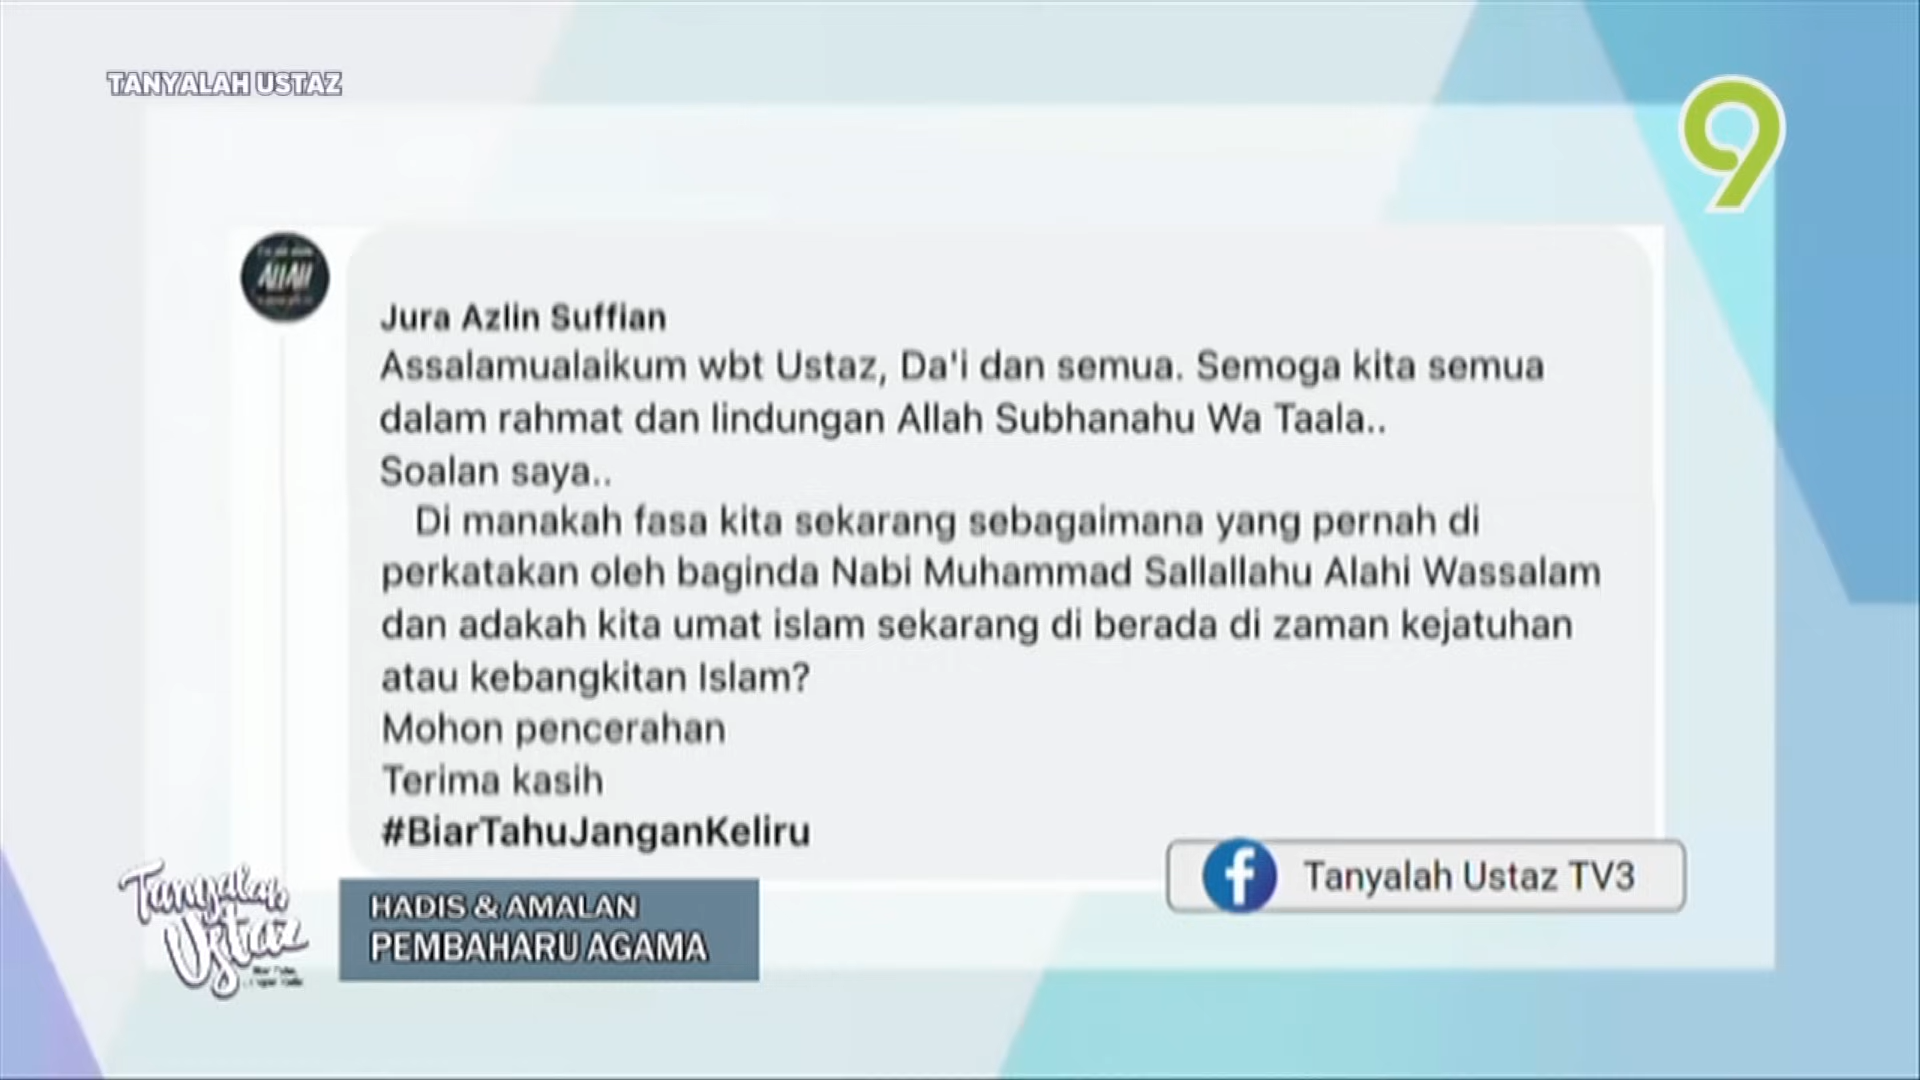 TANYALAH USTAZ
9
ALLAH
Jura Azlin Suffian
Assalamualaikum wbt Ustaz, Da'i dan semua. Semoga kita semua
dalam rahmat dan lindungan Allah Subhanahu Wa Taala..
Soalan saya..
Di manakah fasa kita sekarang sebagaimana yang pernah di
perkatakan oleh baginda Nabi Muhammad Sallallahu Alahi Wassalam
dan adakah kita umat islam sekarang di berada di zaman kejatuhan
atau kebangkitan Islam?
Mohon pencerahan
Terima kasih
#BiarTahuJanganKeliru
Tanyalah Ustaz TV3
Tanyalah
Ustaz
HADIS & AMALAN
PEMBAHARU AGAMA